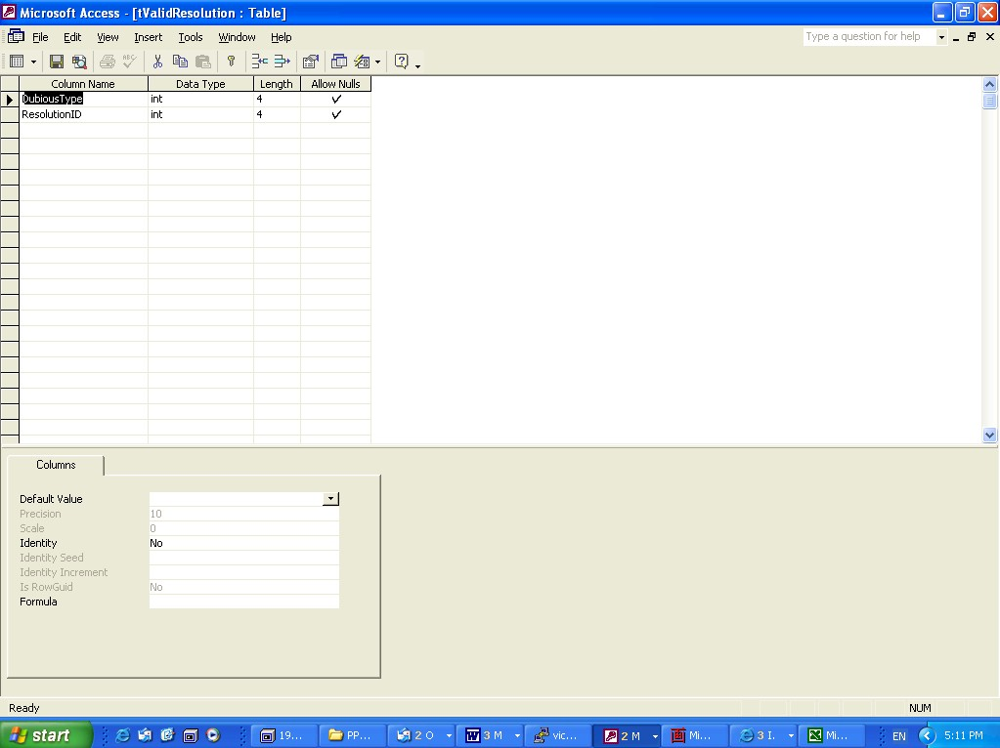 Microsoft Access - [tValidResolution : Table]
File Edit View Insert Tools Window Help
Type a question for help
Column Name Data Type Length Allow Nulls
DubiousType int 4
ResolutionID int 4
Columns
Default Value
Precision 10
Scale 0
Identity No
Identity Seed
Identity Increment
Is RowGuid No
Formula
Ready NUM
start 19... PP... 2 O 3 M vic... 2 M Mi... 3 I. Mi... EN 5:11 PM